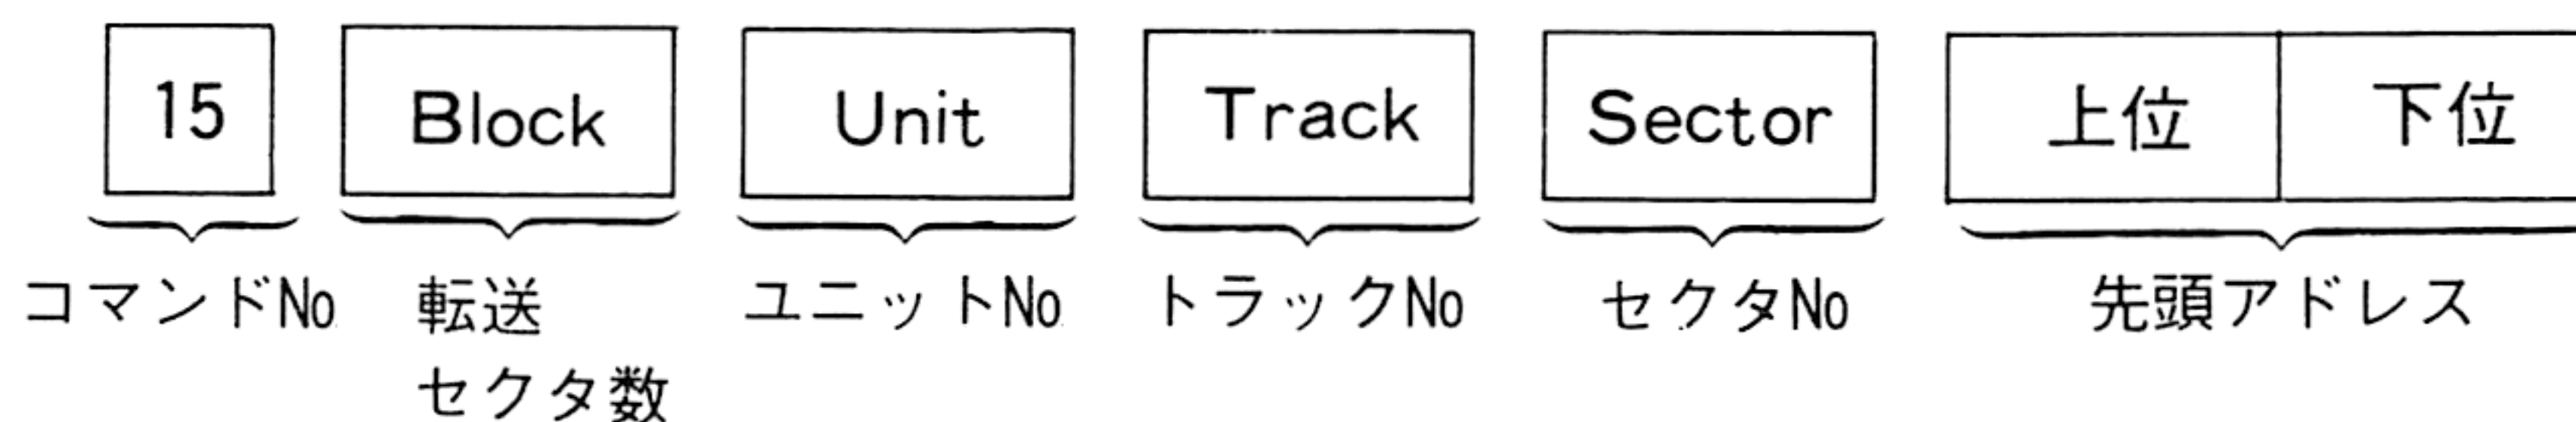 15 Block Unit Track Sector 上位 下位
コマンドNo 転送 ユニットNo トラックNo セクタNo 先頭アドレス
セクタ数